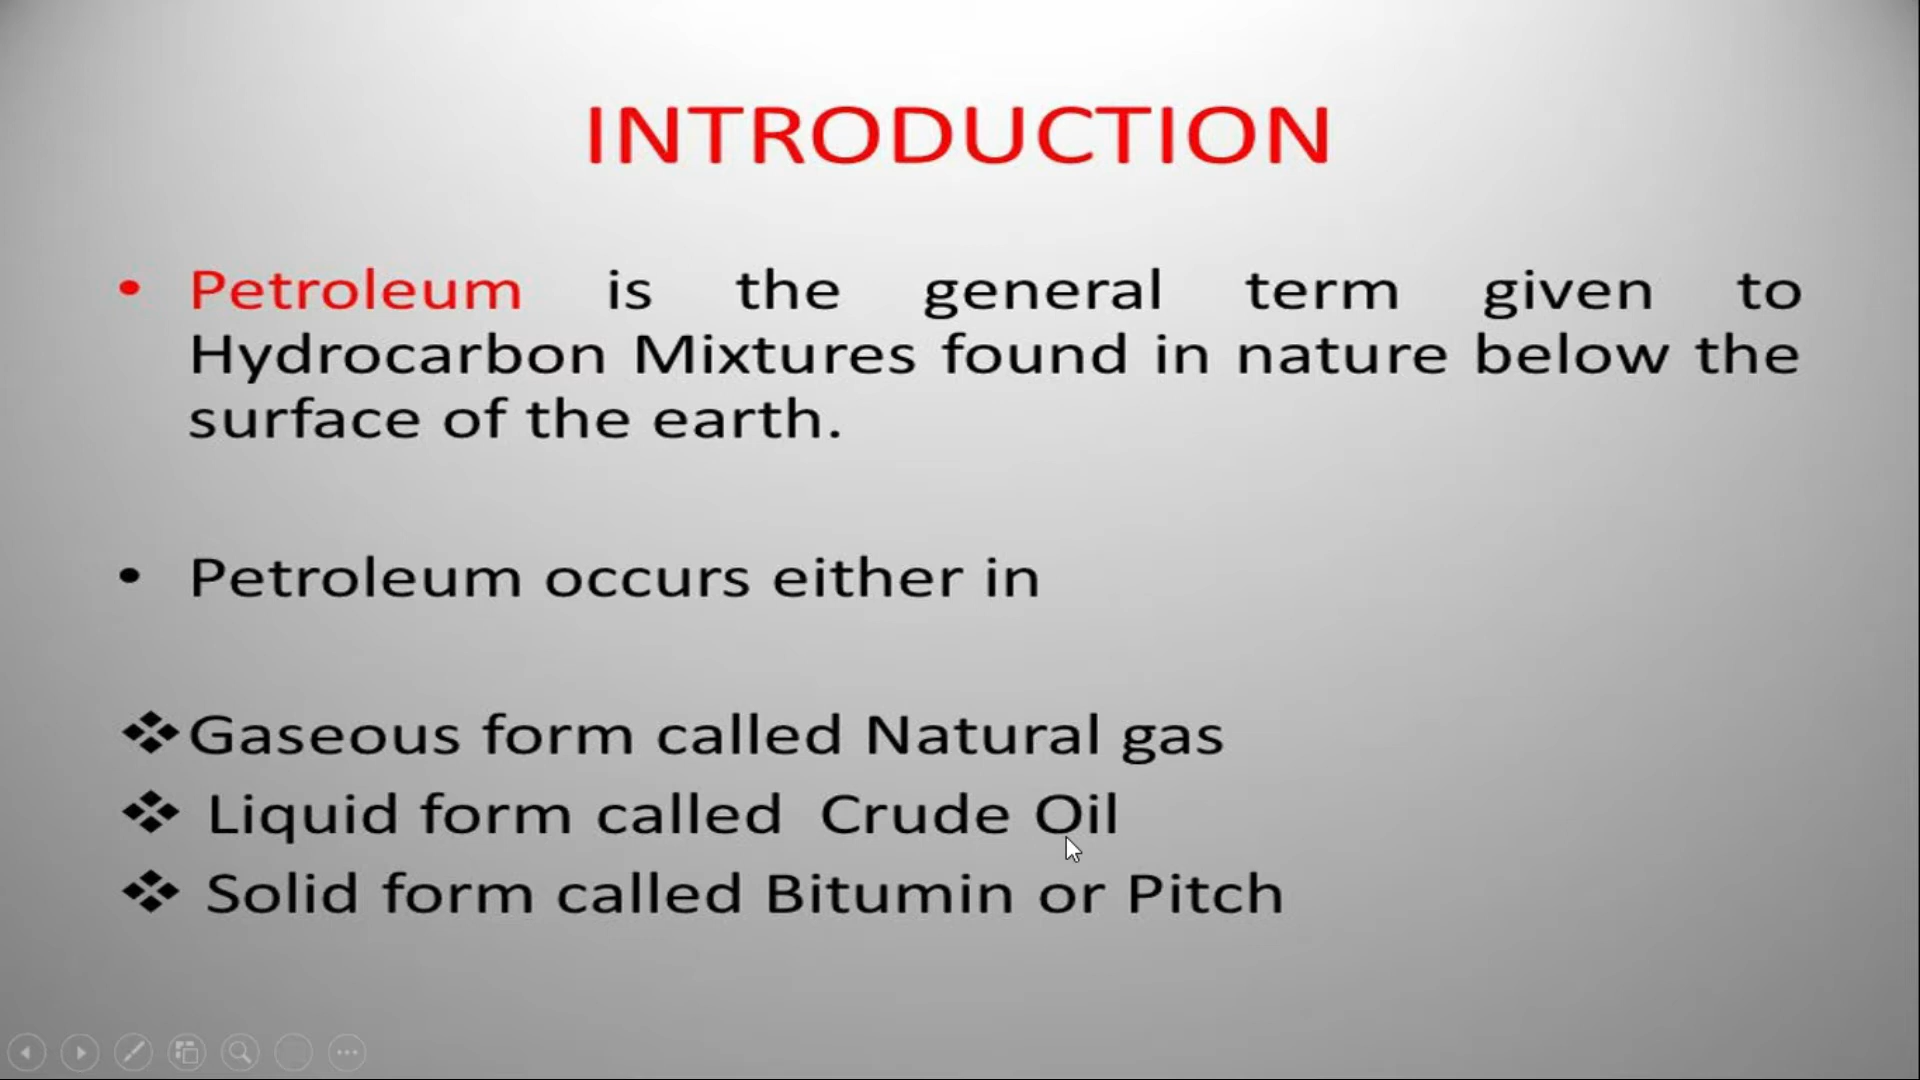 INTRODUCTION
• Petroleum is the general term given to
Hydrocarbon Mixtures found in nature below the
surface of the earth.
• Petroleum occurs either in
❖Gaseous form called Natural gas
❖ Liquid form called Crude Oil
❖ Solid form called Bitumin or Pitch